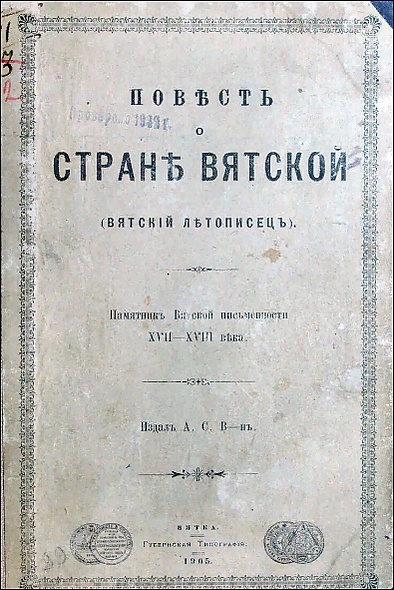 ПОВѢСТЬ
О
СТРАНѢ ВЯТСКОЙ
(ВЯТСКІЙ ЛѢТОПИСЕЦЪ).
Памятникъ Вятской письменности
XVII—XVIII вѣка.
Издалъ А. С. В—нъ.
ВЯТКА.
Губернская Типографія.
1905.